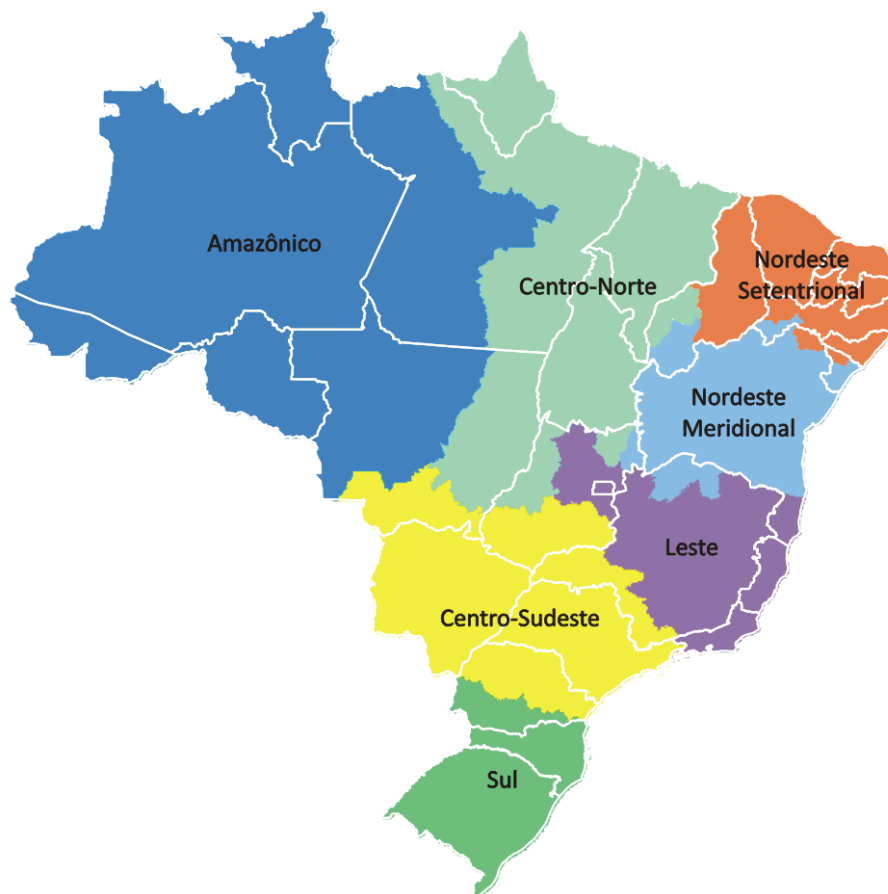 Amazônico
Nordeste
Setentrional
Centro-Norte
Nordeste
Meridional
Leste
Centro-Sudeste
Sul